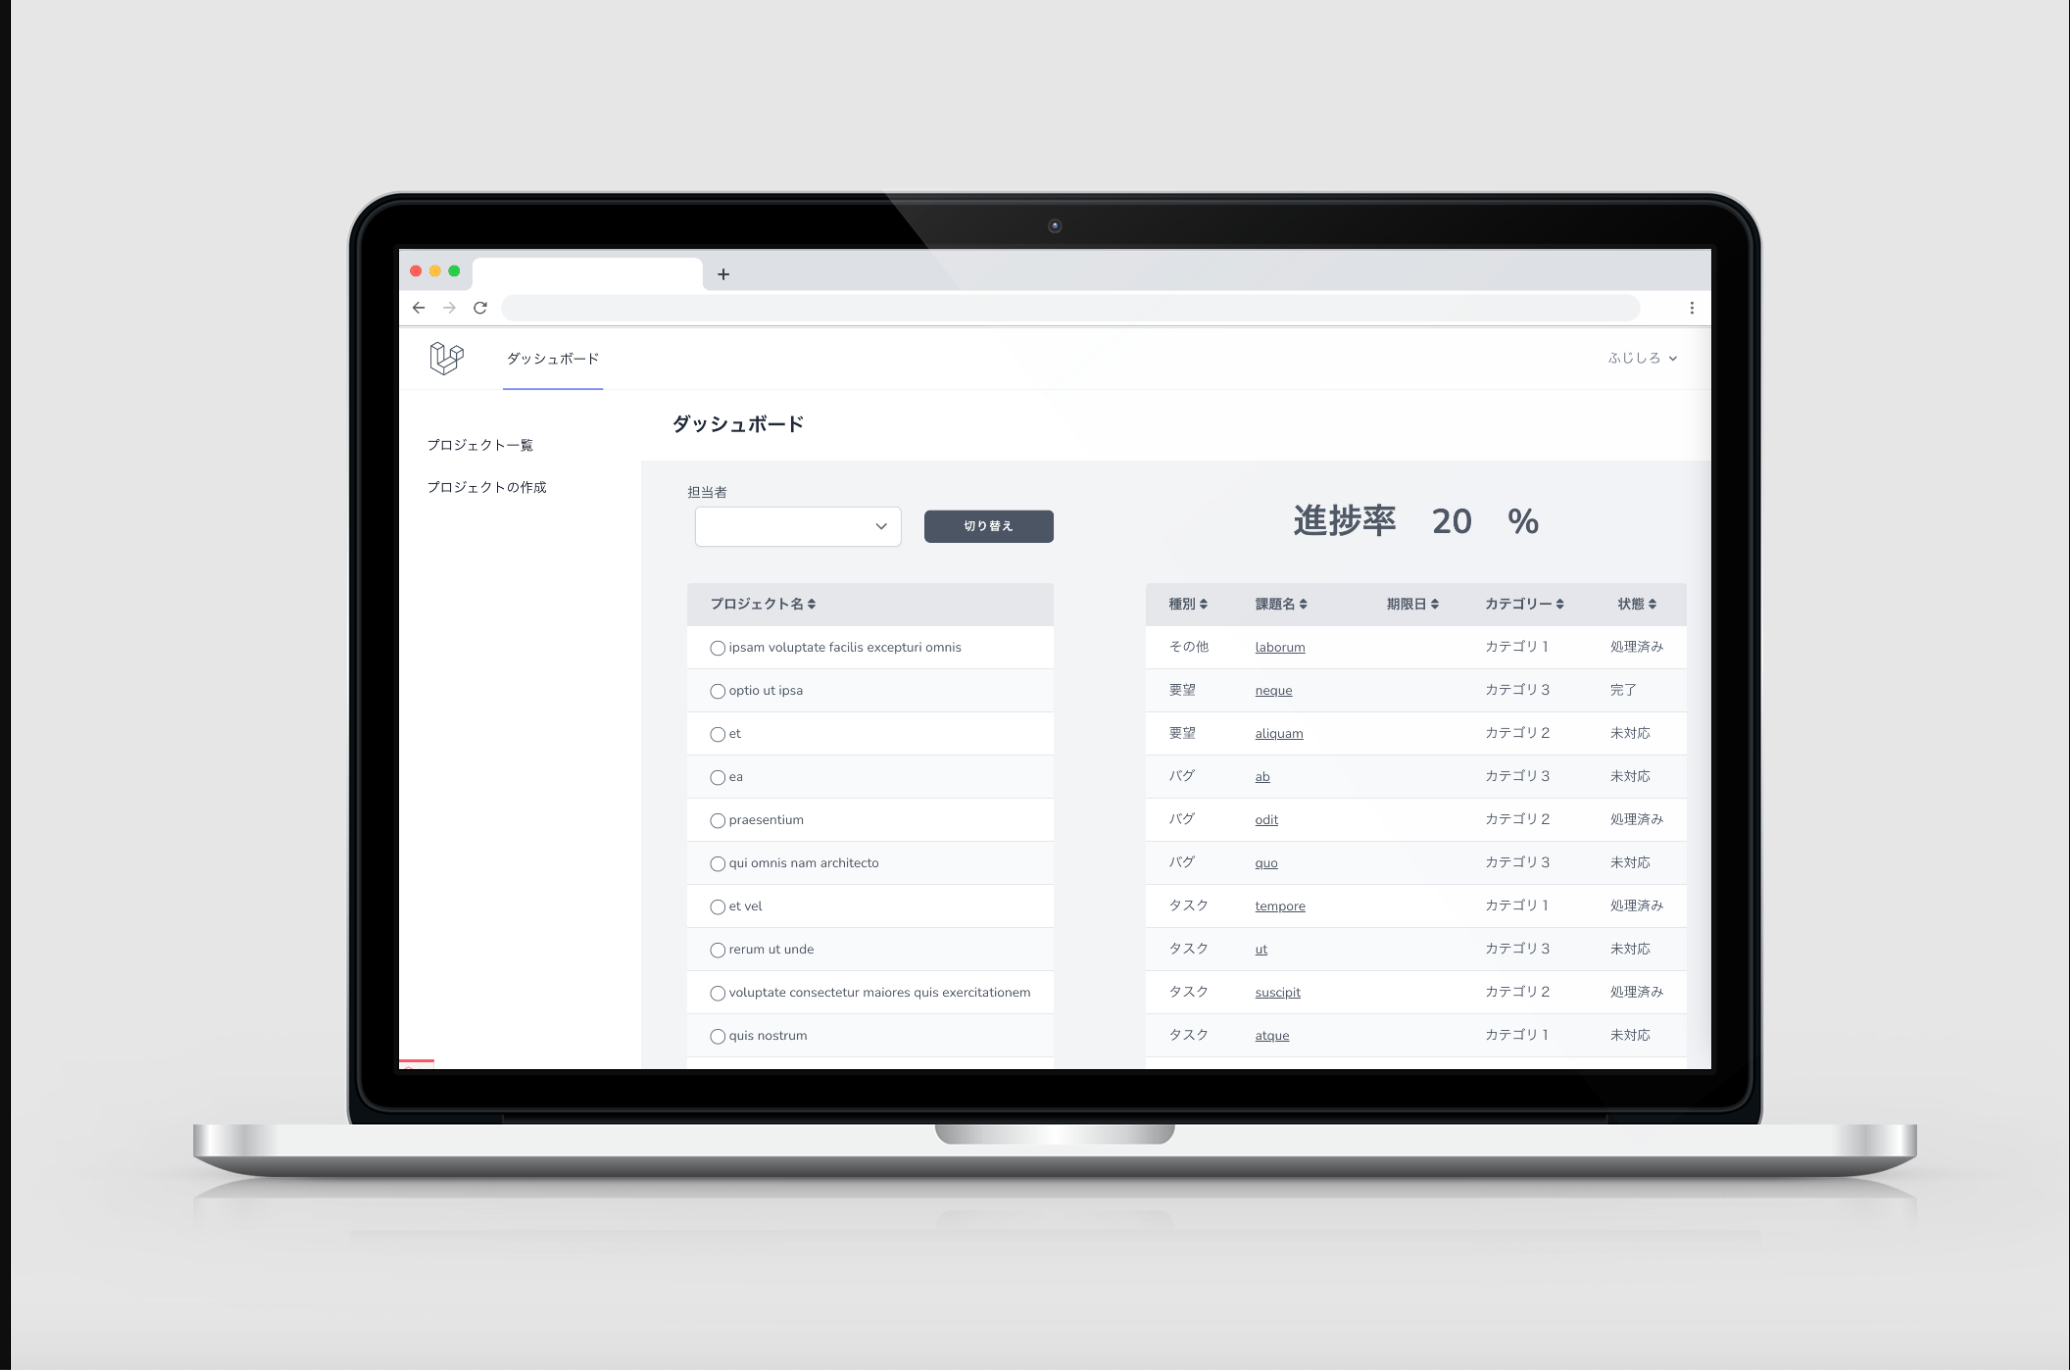 ダッシュボード
ふじしろ
プロジェクト一覧
プロジェクトの作成
ダッシュボード
担当者
切り替え
進捗率 20 %
プロジェクト名
ipsam voluptate facilis excepturi omnis
optio ut ipsa
et
ea
praesentium
qui omnis nam architecto
et vel
rerum ut unde
voluptate consectetur maiores quis exercitationem
quis nostrum
種別 課題名 期限日 カテゴリー 状態
その他 laborum カテゴリ1 処理済み
要望 neque カテゴリ3 完了
要望 aliquam カテゴリ2 未対応
バグ ab カテゴリ3 未対応
バグ odit カテゴリ2 処理済み
バグ quo カテゴリ3 未対応
タスク tempore カテゴリ1 処理済み
タスク ut カテゴリ3 未対応
タスク suscipit カテゴリ2 処理済み
タスク atque カテゴリ1 未対応